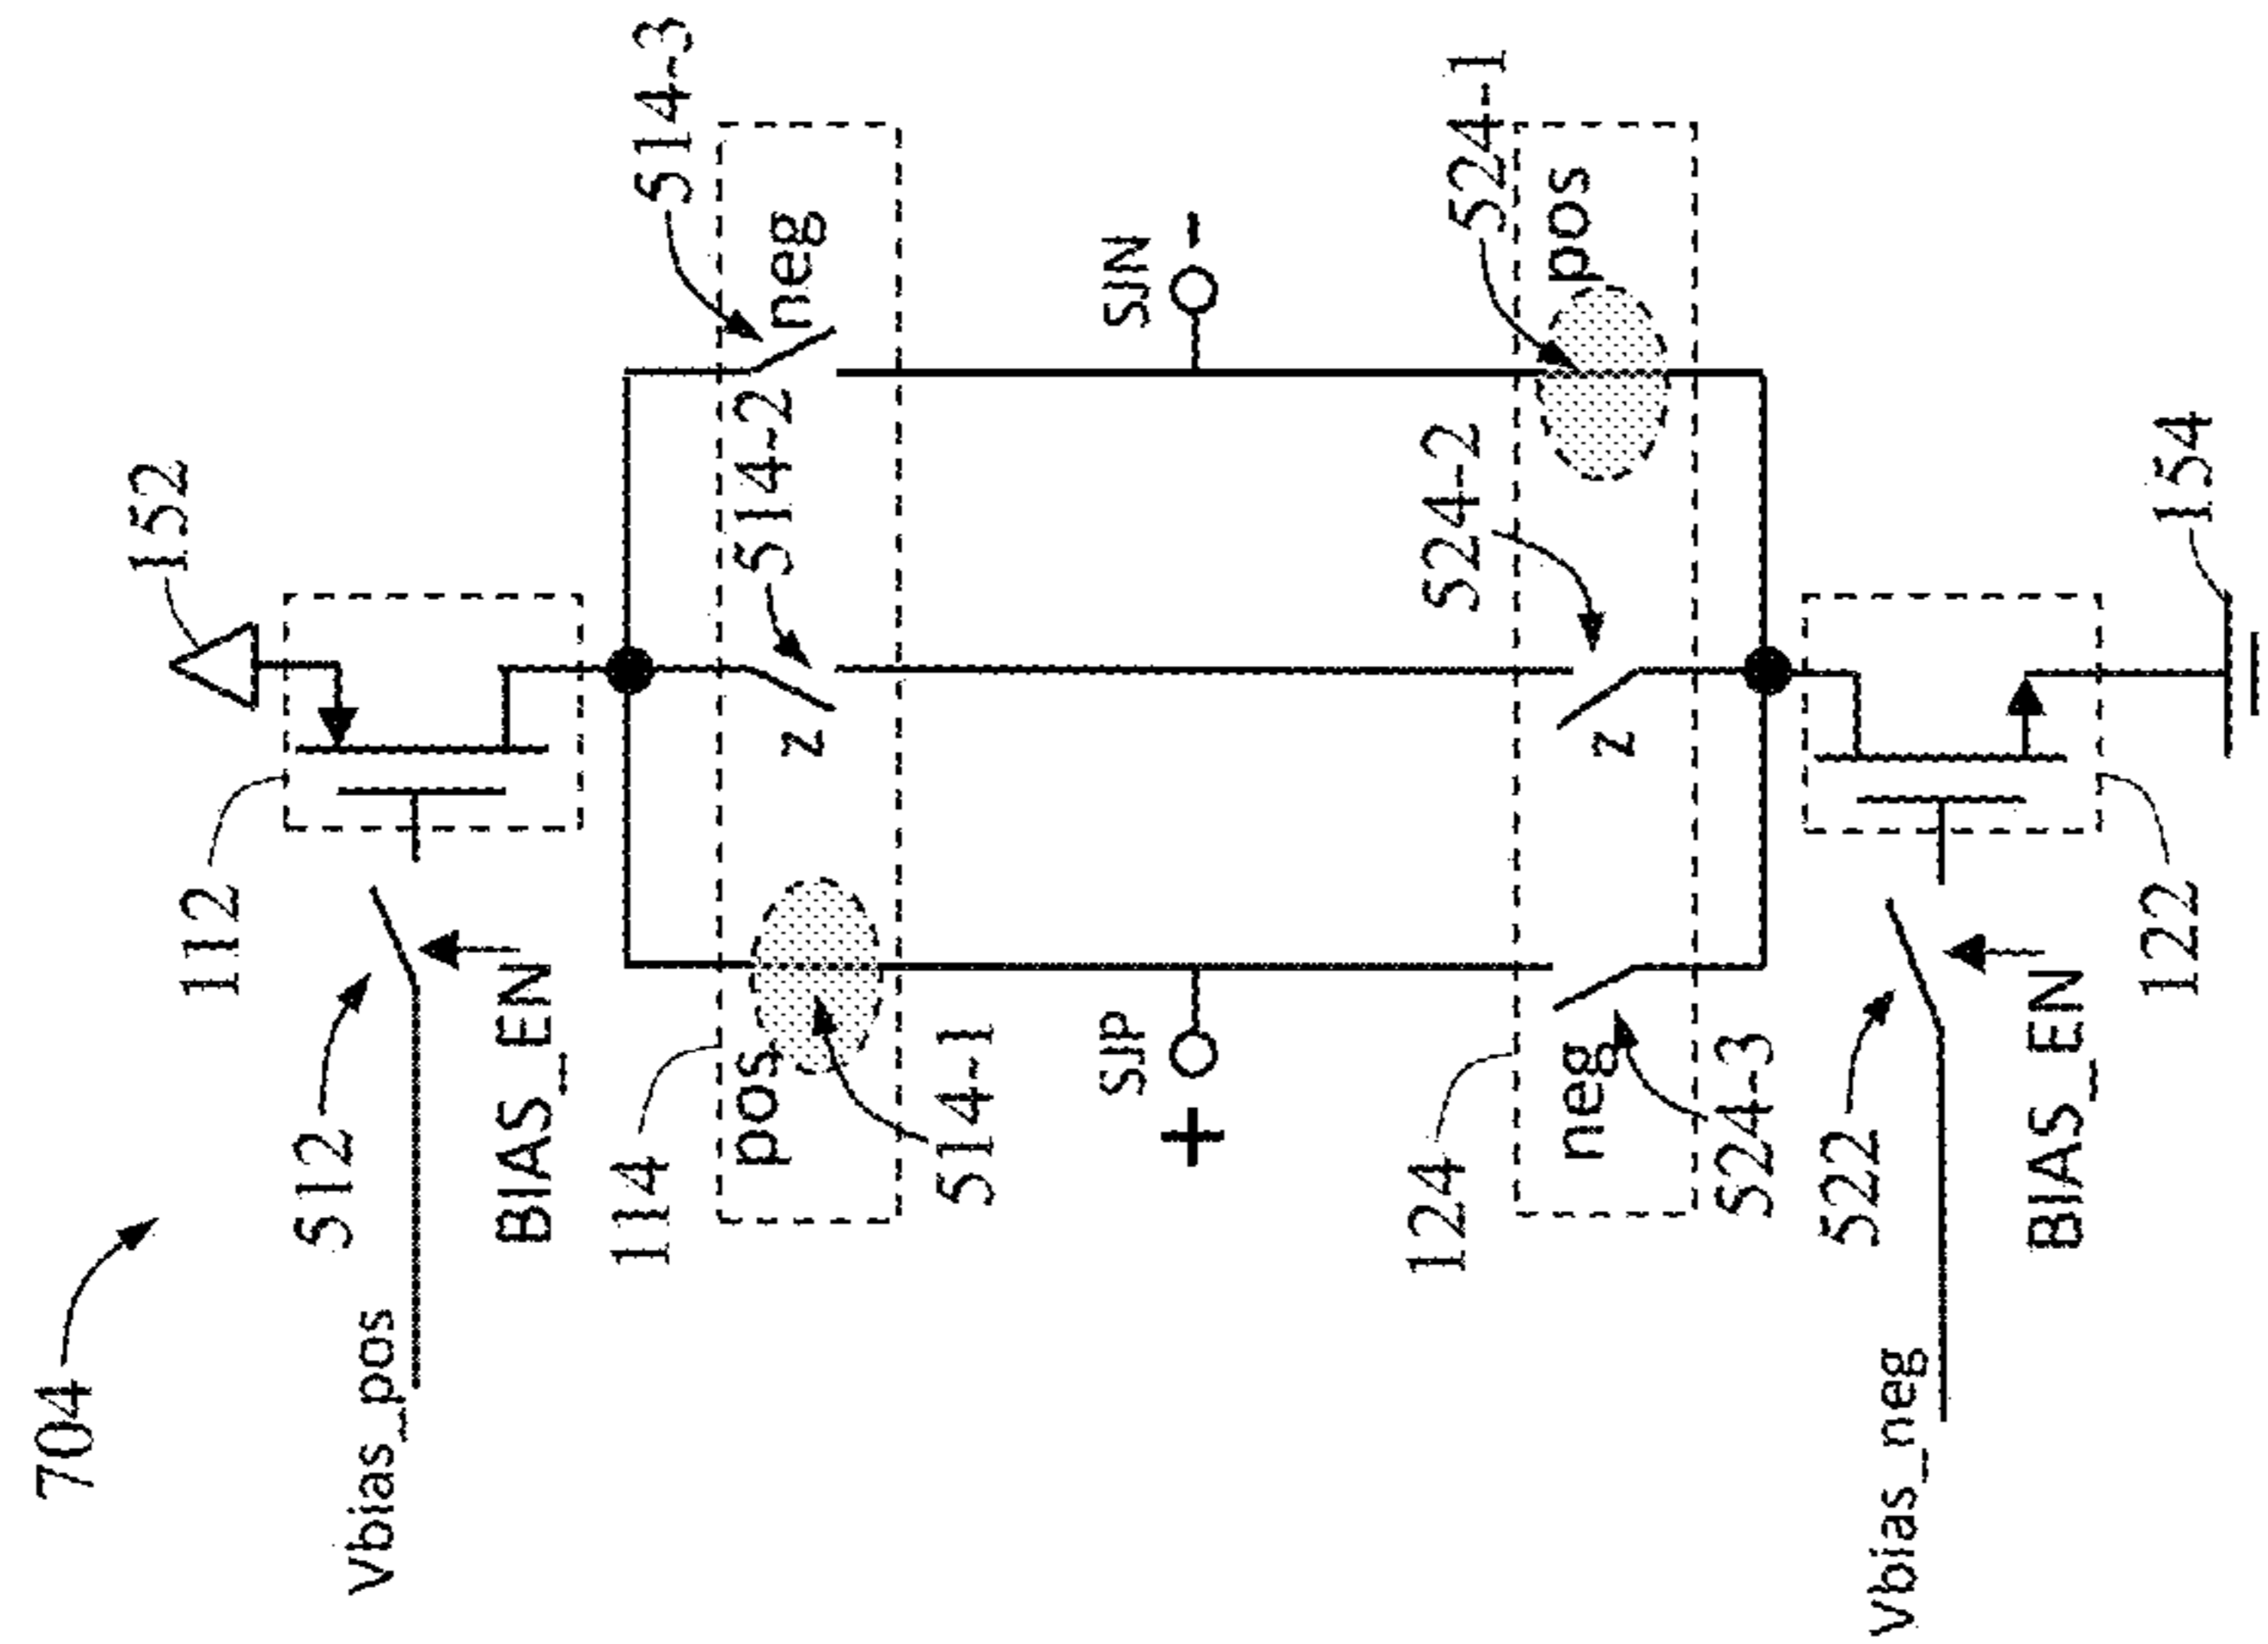 704
152
112
512
Vbias_pos
BIAS_EN
114
514-3
pos
514-2
z
neg
514-1
SJP
SJN
+
-
124
524-2
524-1
neg
z
pos
524-3
522
Vbias_neg
BIAS_EN
122
154